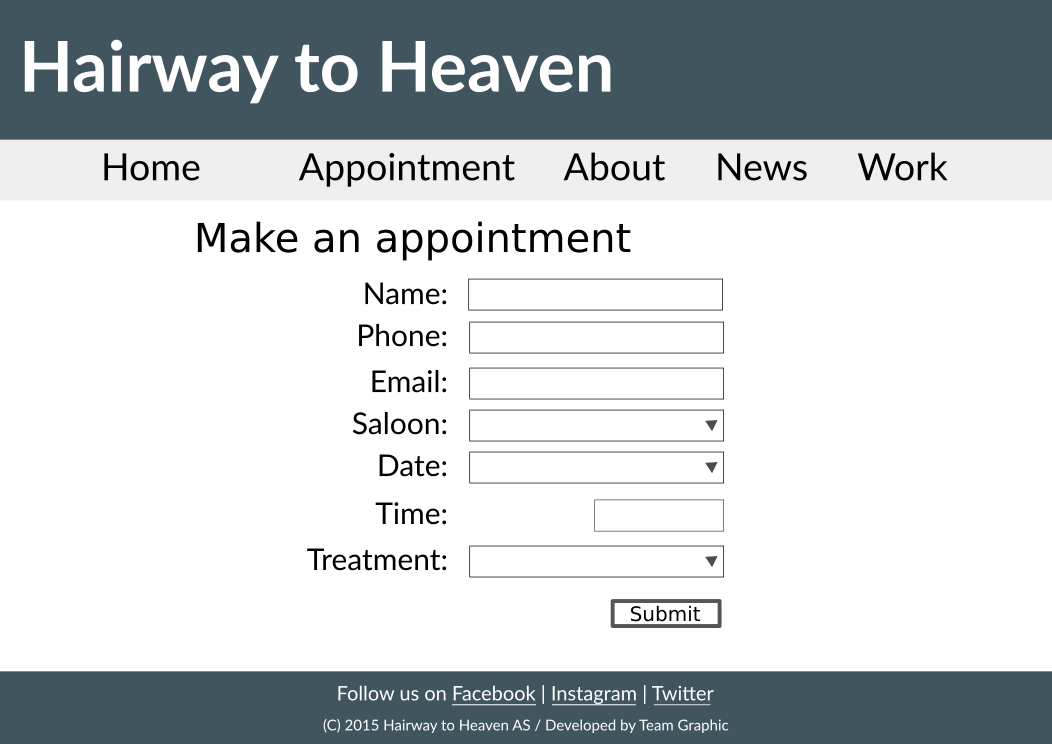 Hairway to Heaven
Home Appointment About News Work
Make an appointment
Name:
Phone:
Email:
Saloon:
Date:
Time:
Treatment:
Submit
Follow us on Facebook | Instagram | Twitter
(C) 2015 Hairway to Heaven AS / Developed by Team Graphic